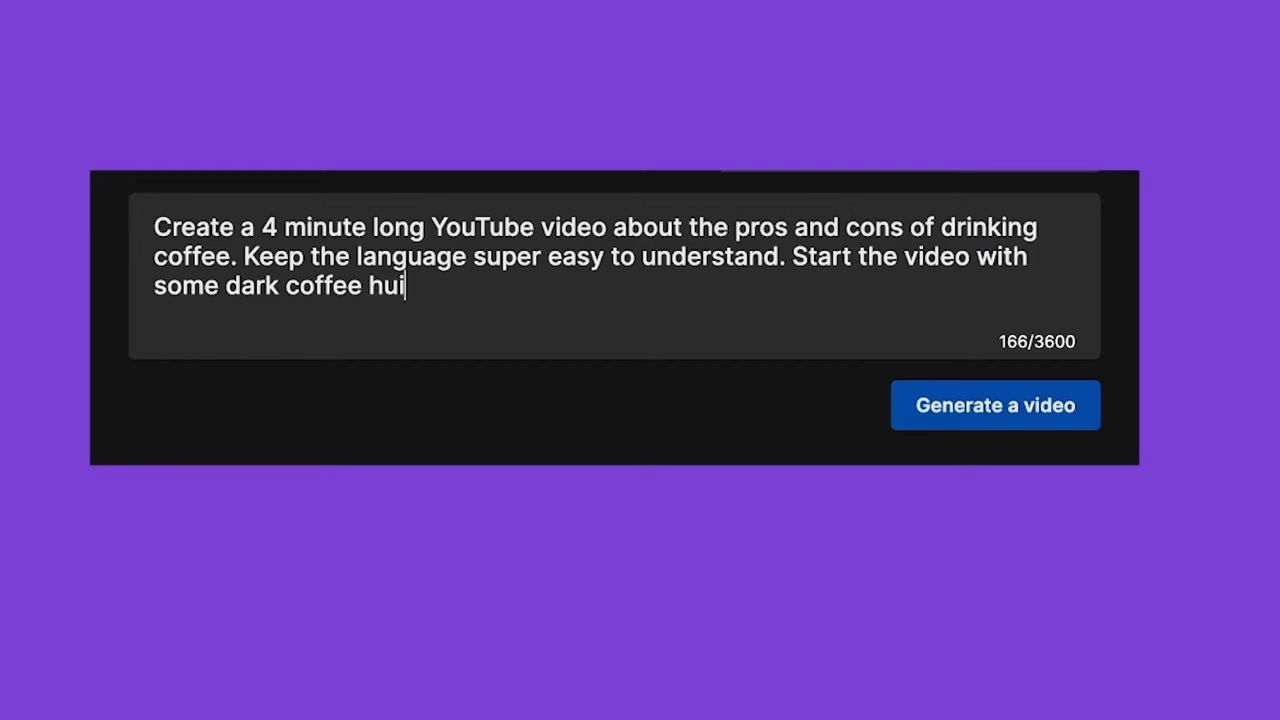 Create a 4 minute long YouTube video about the pros and cons of drinking
coffee. Keep the language super easy to understand. Start the video with
some dark coffee hui
166/3600
Generate a video